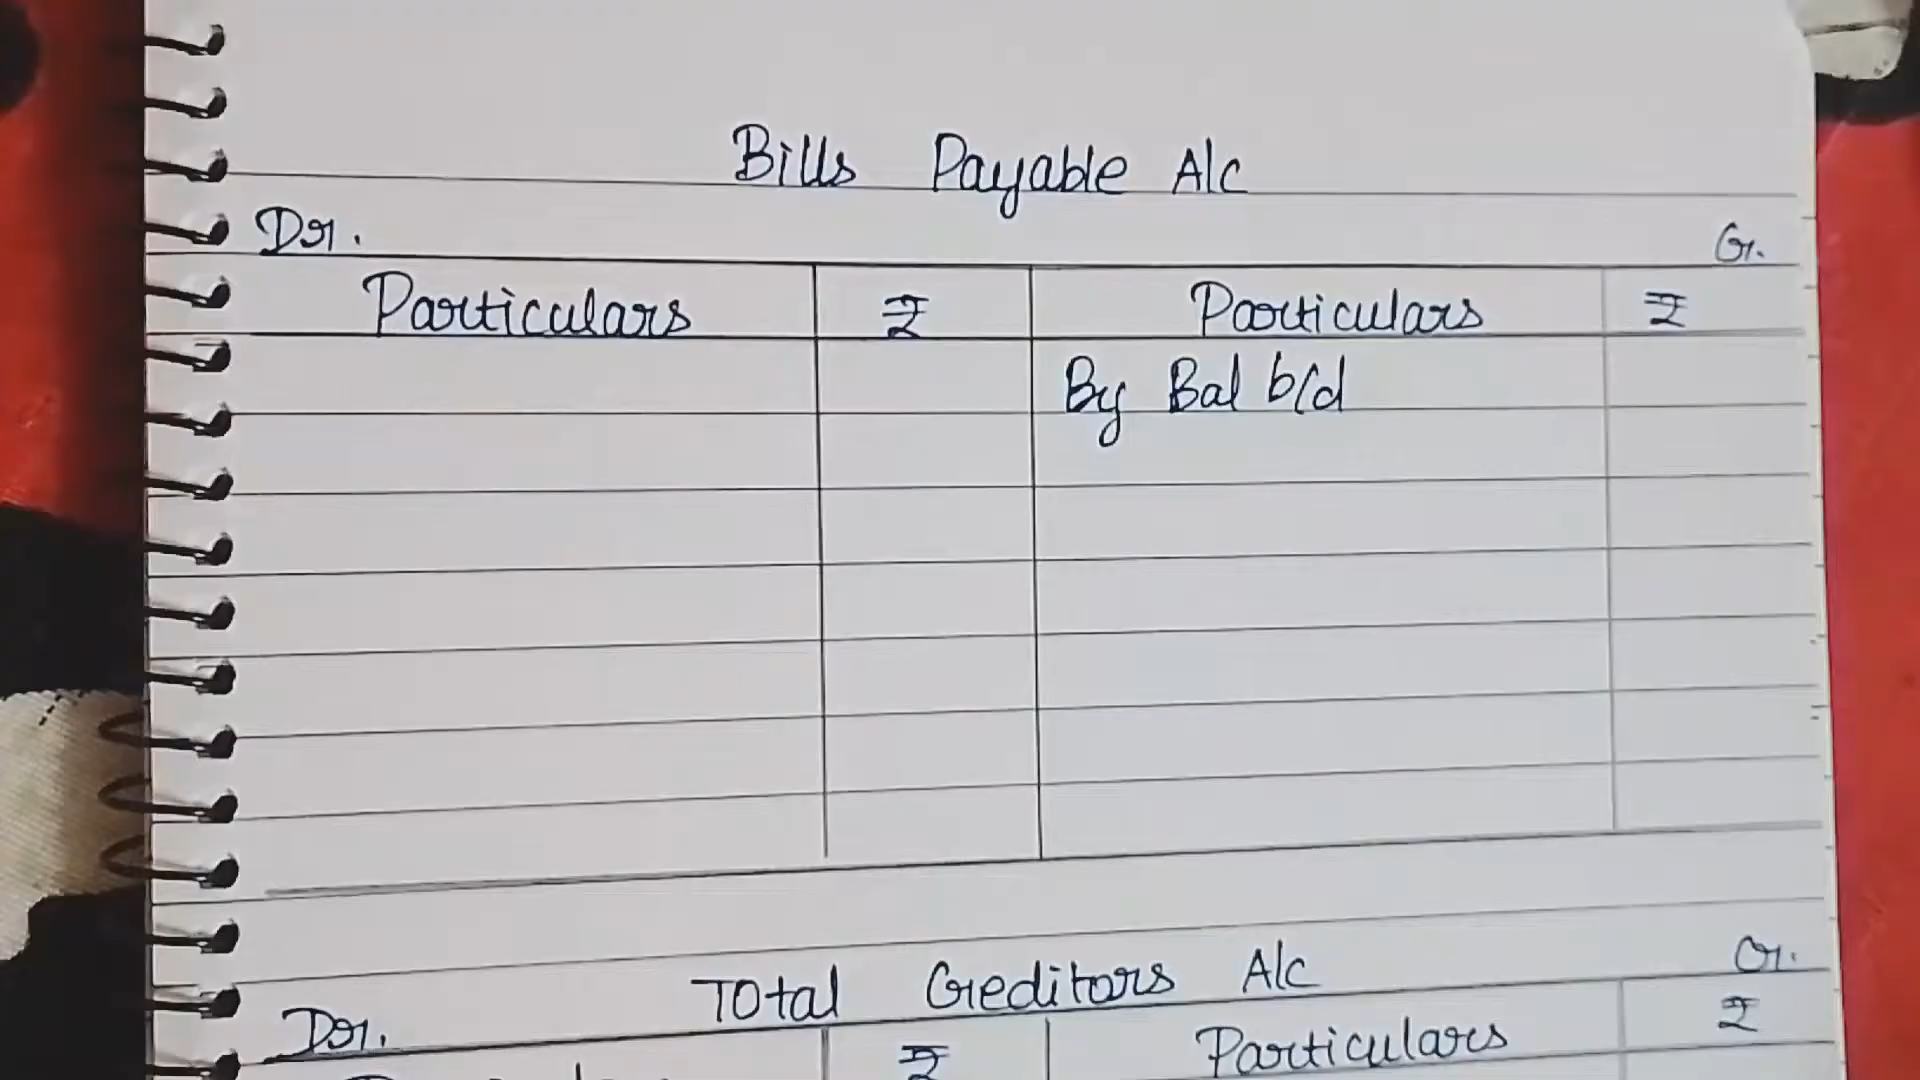 Bills Payable A/c
Dr. Cr.
Particulars ₹ Particulars ₹
By Bal b/d
Total Creditors A/c Cr.
Dr.
₹ Particulars ₹